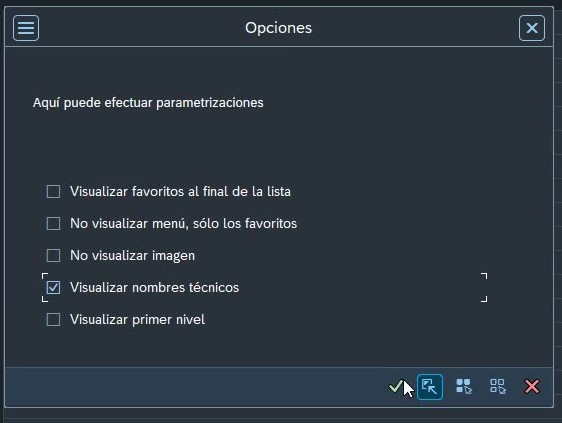 Opciones
Aquí puede efectuar parametrizaciones
Visualizar favoritos al final de la lista
No visualizar menú, sólo los favoritos
No visualizar imagen
Visualizar nombres técnicos
Visualizar primer nivel